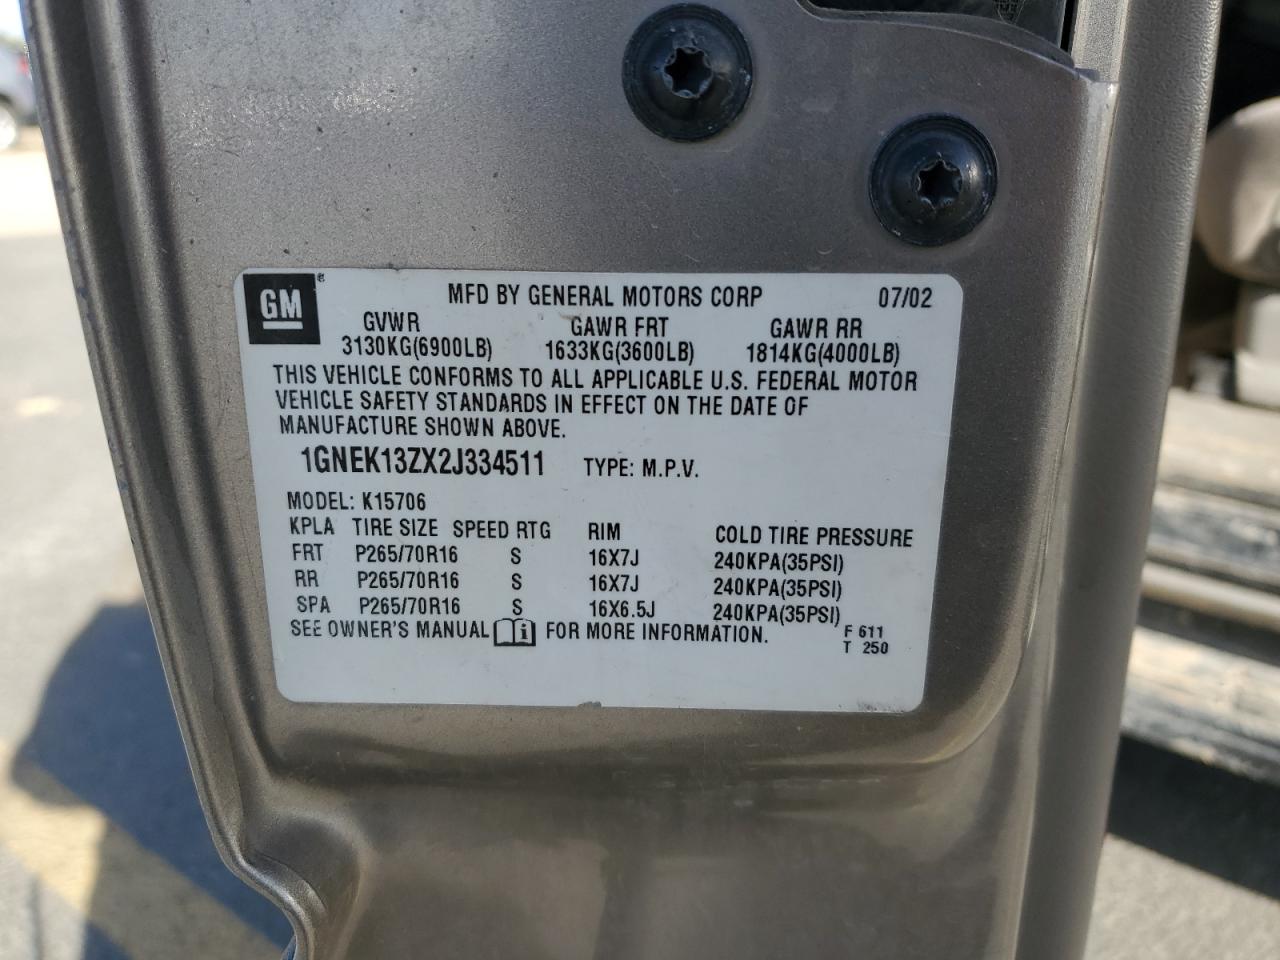 GM®
MFD BY GENERAL MOTORS CORP 07/02
GVWR GAWR FRT GAWR RR
3130KG(6900LB) 1633KG(3600LB) 1814KG(4000LB)
THIS VEHICLE CONFORMS TO ALL APPLICABLE U.S. FEDERAL MOTOR
VEHICLE SAFETY STANDARDS IN EFFECT ON THE DATE OF
MANUFACTURE SHOWN ABOVE.
1GNEK13ZX2J334511 TYPE: M.P.V.
MODEL: K15706
KPLA TIRE SIZE SPEED RTG RIM COLD TIRE PRESSURE
FRT P265/70R16 S 16X7J 240KPA(35PSI)
RR P265/70R16 S 16X7J 240KPA(35PSI)
SPA P265/70R16 S 16X6.5J 240KPA(35PSI)
SEE OWNER'S MANUAL i FOR MORE INFORMATION. F 611
T 250